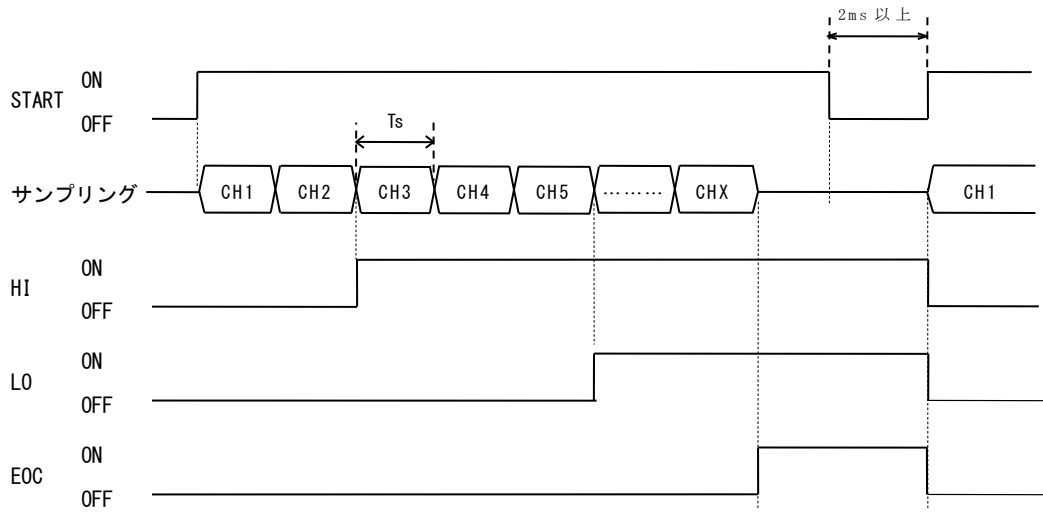 2ms 以上
START ON
OFF
Ts
サンプリング CH1 CH2 CH3 CH4 CH5 ……… CHX CH1
HI ON
OFF
LO ON
OFF
EOC ON
OFF